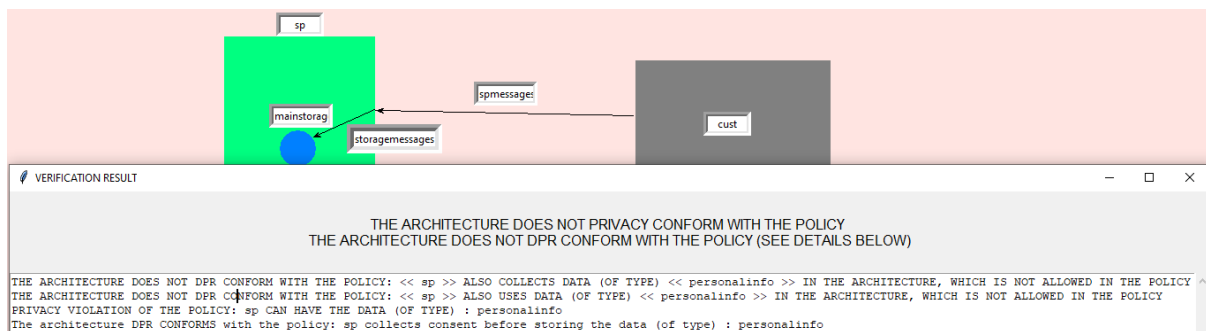 sp
spmessages
mainstorag
cust
storagemessages
VERIFICATION RESULT
THE ARCHITECTURE DOES NOT PRIVACY CONFORM WITH THE POLICY
THE ARCHITECTURE DOES NOT DPR CONFORM WITH THE POLICY (SEE DETAILS BELOW)
THE ARCHITECTURE DOES NOT DPR CONFORM WITH THE POLICY: << sp >> ALSO COLLECTS DATA (OF TYPE) << personalinfo >> IN THE ARCHITECTURE, WHICH IS NOT ALLOWED IN THE POLICY
THE ARCHITECTURE DOES NOT DPR CONFORM WITH THE POLICY: << sp >> ALSO USES DATA (OF TYPE) << personalinfo >> IN THE ARCHITECTURE, WHICH IS NOT ALLOWED IN THE POLICY
PRIVACY VIOLATION OF THE POLICY: sp CAN HAVE THE DATA (OF TYPE) : personalinfo
The architecture DPR CONFORMS with the policy: sp collects consent before storing the data (of type) : personalinfo